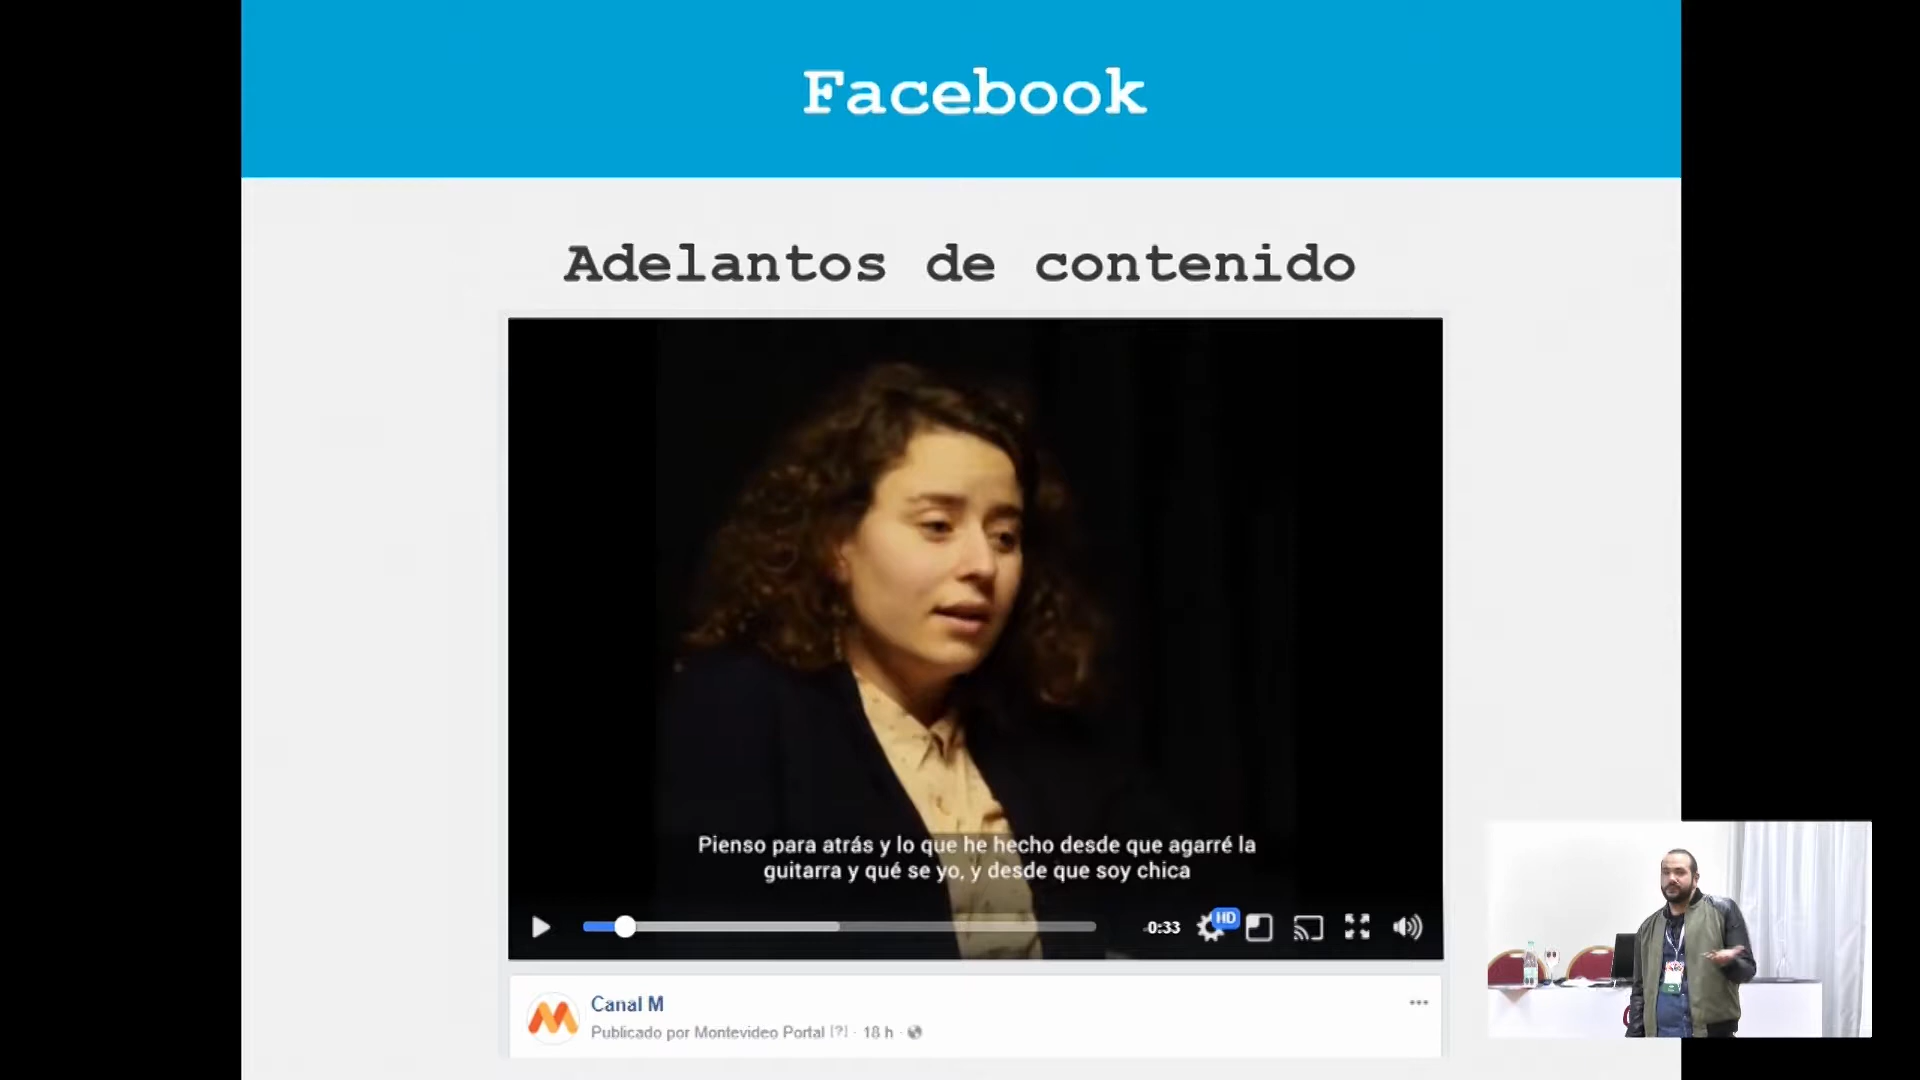 Facebook
Adelantos de contenido
Pienso para atrás y lo que he hecho desde que agarré la
guitarra y qué se yo, y desde que soy chica
-0:33
HD
Canal M
Publicado por Montevideo Portal [?] · 18 h ·